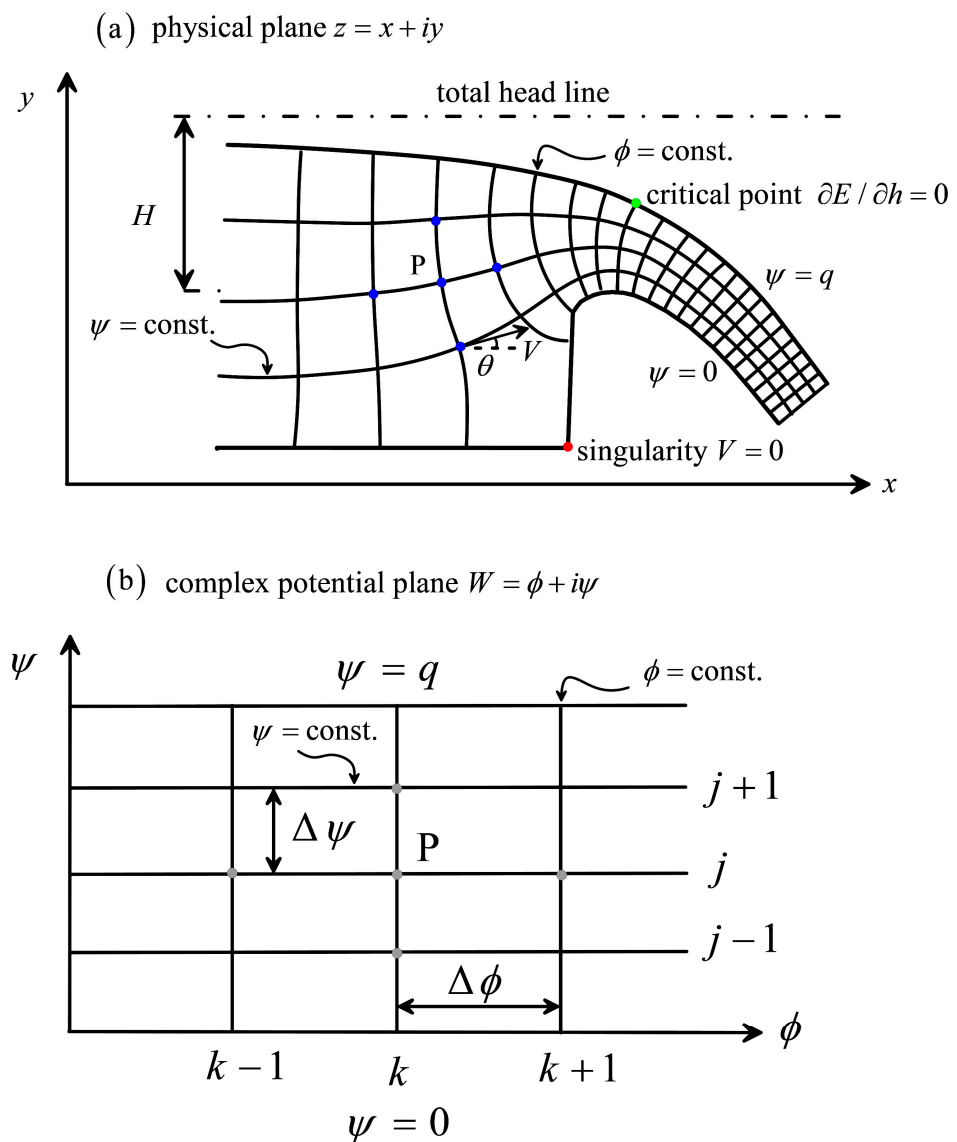 (a) physical plane z = x + iy
y
total head line
ϕ = const.
critical point ∂E / ∂h = 0
H
P
ψ = q
ψ = const.
θ
V
ψ = 0
singularity V = 0
x
(b) complex potential plane W = ϕ + iψ
ψ
ψ = q
ϕ = const.
ψ = const.
j + 1
Δψ
P
j
j − 1
Δϕ
ϕ
k − 1
k
k + 1
ψ = 0